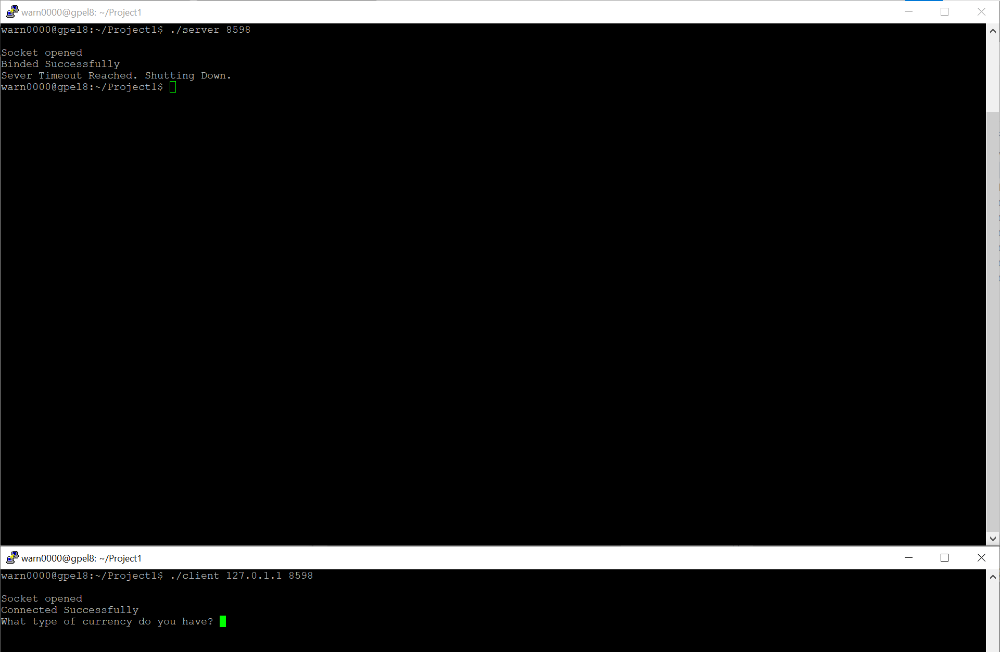 warn0000@gpel8: ~/Project1
warn0000@gpel8:~/Project1$ ./server 8598
Socket opened
Binded Successfully
Sever Timeout Reached. Shutting Down.
warn0000@gpel8:~/Project1$
warn0000@gpel8: ~/Project1
warn0000@gpel8:~/Project1$ ./client 127.0.1.1 8598
Socket opened
Connected Successfully
What type of currency do you have?